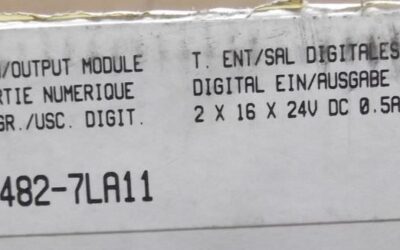 /OUTPUT MODULE
RTIE NUMERIQUE
GR./USC. DIGIT.
T. ENT/SAL DIGITALES
DIGITAL EIN/AUSGABE
2 X 16 X 24V DC 0.5A
482-7LA11